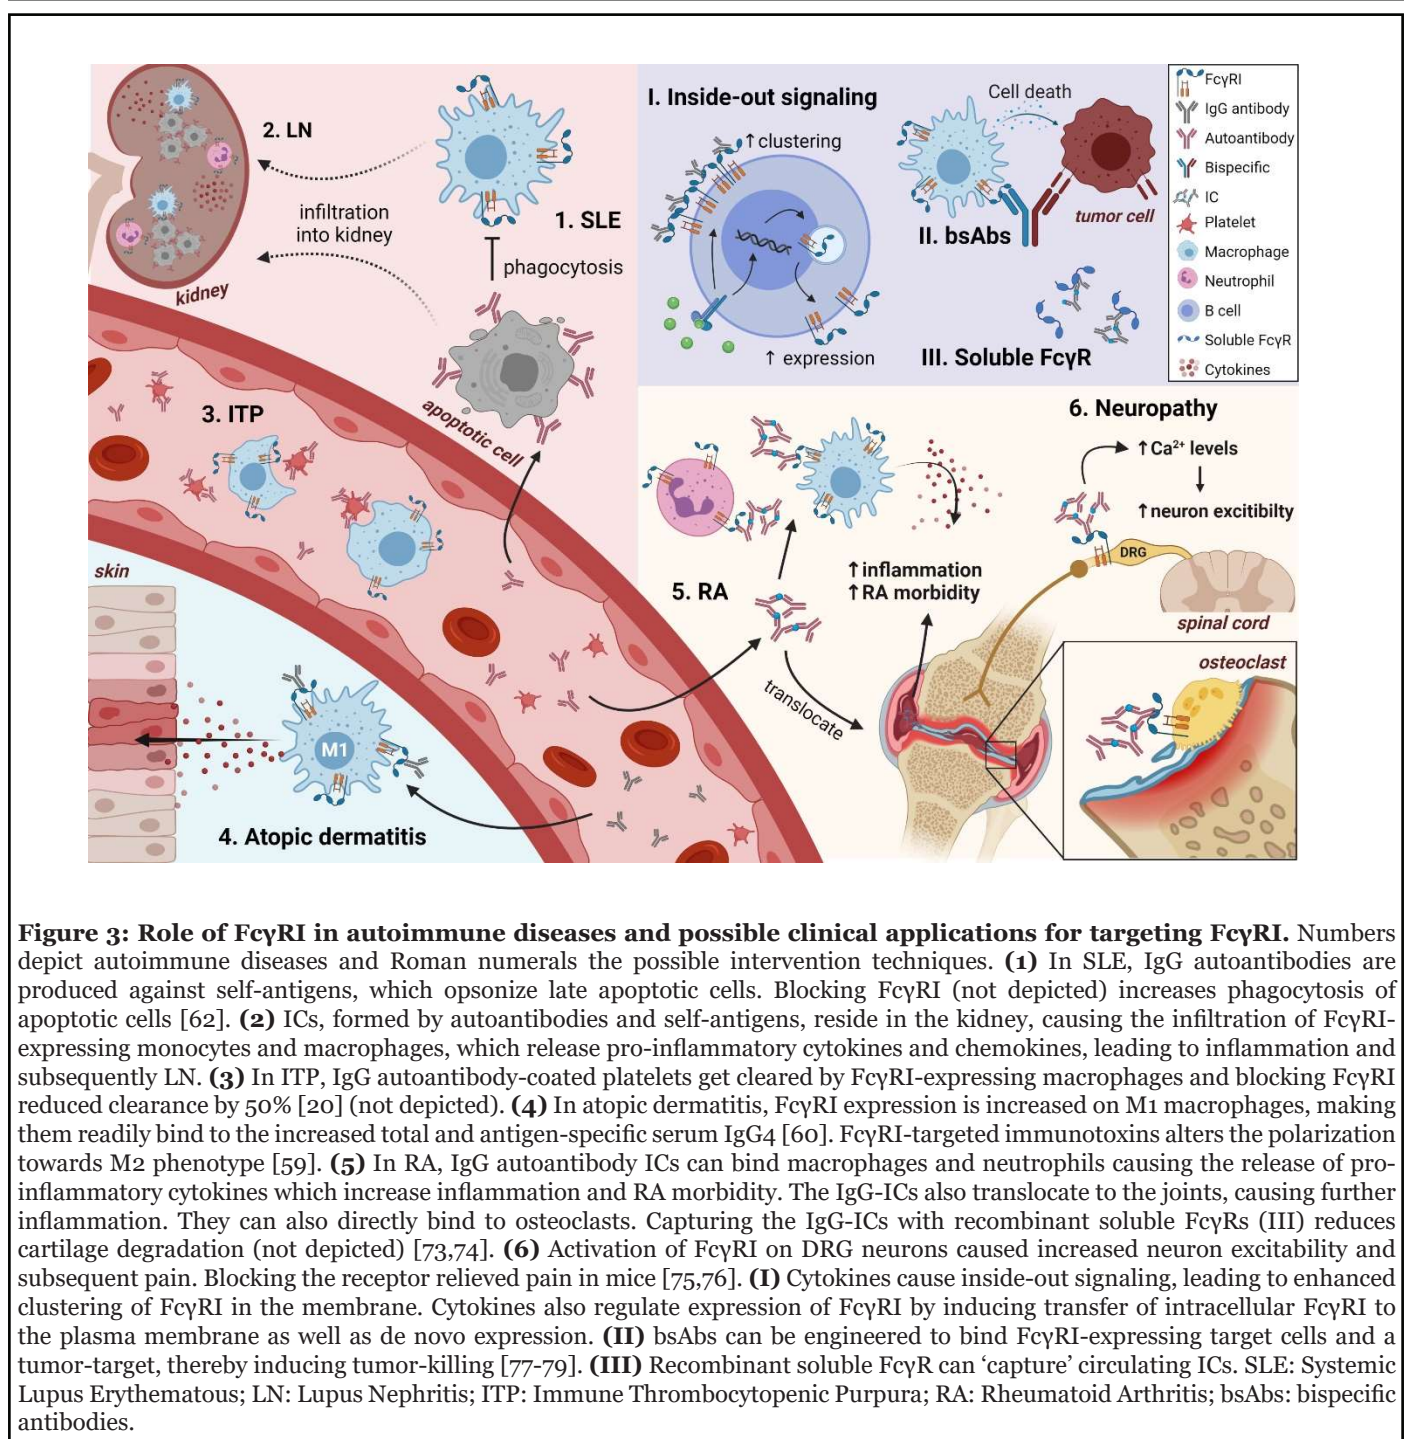 2. LN
infiltration
into kidney
kidney
1. SLE
phagocytosis
apoptotic cell
3. ITP
skin
M1
4. Atopic dermatitis
I. Inside-out signaling
↑ clustering
↑ expression
Cell death
tumor cell
II. bsAbs
III. Soluble FcγR
FcγRI
IgG antibody
Autoantibody
Bispecific
IC
Platelet
Macrophage
Neutrophil
B cell
Soluble FcγR
Cytokines
5. RA
↑ inflammation
↑ RA morbidity
translocate
6. Neuropathy
↑ Ca²⁺ levels
↑ neuron excitibilty
DRG
spinal cord
osteoclast
Figure 3: Role of FcγRI in autoimmune diseases and possible clinical applications for targeting FcγRI. Numbers
depict autoimmune diseases and Roman numerals the possible intervention techniques. (1) In SLE, IgG autoantibodies are
produced against self-antigens, which opsonize late apoptotic cells. Blocking FcγRI (not depicted) increases phagocytosis of
apoptotic cells [62]. (2) ICs, formed by autoantibodies and self-antigens, reside in the kidney, causing the infiltration of FcγRI-
expressing monocytes and macrophages, which release pro-inflammatory cytokines and chemokines, leading to inflammation and
subsequently LN. (3) In ITP, IgG autoantibody-coated platelets get cleared by FcγRI-expressing macrophages and blocking FcγRI
reduced clearance by 50% [20] (not depicted). (4) In atopic dermatitis, FcγRI expression is increased on M1 macrophages, making
them readily bind to the increased total and antigen-specific serum IgG4 [60]. FcγRI-targeted immunotoxins alters the polarization
towards M2 phenotype [59]. (5) In RA, IgG autoantibody ICs can bind macrophages and neutrophils causing the release of pro-
inflammatory cytokines which increase inflammation and RA morbidity. The IgG-ICs also translocate to the joints, causing further
inflammation. They can also directly bind to osteoclasts. Capturing the IgG-ICs with recombinant soluble FcγRs (III) reduces
cartilage degradation (not depicted) [73,74]. (6) Activation of FcγRI on DRG neurons caused increased neuron excitability and
subsequent pain. Blocking the receptor relieved pain in mice [75,76]. (I) Cytokines cause inside-out signaling, leading to enhanced
clustering of FcγRI in the membrane. Cytokines also regulate expression of FcγRI by inducing transfer of intracellular FcγRI to
the plasma membrane as well as de novo expression. (II) bsAbs can be engineered to bind FcγRI-expressing target cells and a
tumor-target, thereby inducing tumor-killing [77-79]. (III) Recombinant soluble FcγR can ‘capture’ circulating ICs. SLE: Systemic
Lupus Erythematous; LN: Lupus Nephritis; ITP: Immune Thrombocytopenic Purpura; RA: Rheumatoid Arthritis; bsAbs: bispecific
antibodies.